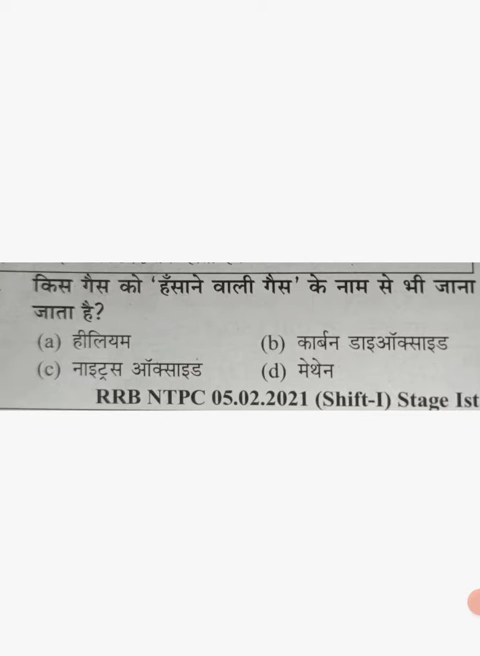 किस गैस को 'हँसाने वाली गैस' के नाम से भी जाना
जाता है?
(a) हीलियम (b) कार्बन डाइऑक्साइड
(c) नाइट्रस ऑक्साइड (d) मेथेन
RRB NTPC 05.02.2021 (Shift-I) Stage Ist